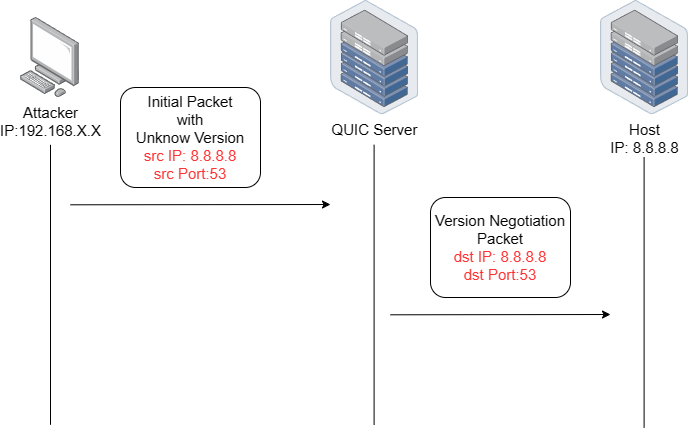 Attacker
IP:192.168.X.X
Initial Packet
with
Unknow Version
src IP: 8.8.8.8
src Port:53
QUIC Server
Host
IP: 8.8.8.8
Version Negotiation
Packet
dst IP: 8.8.8.8
dst Port:53